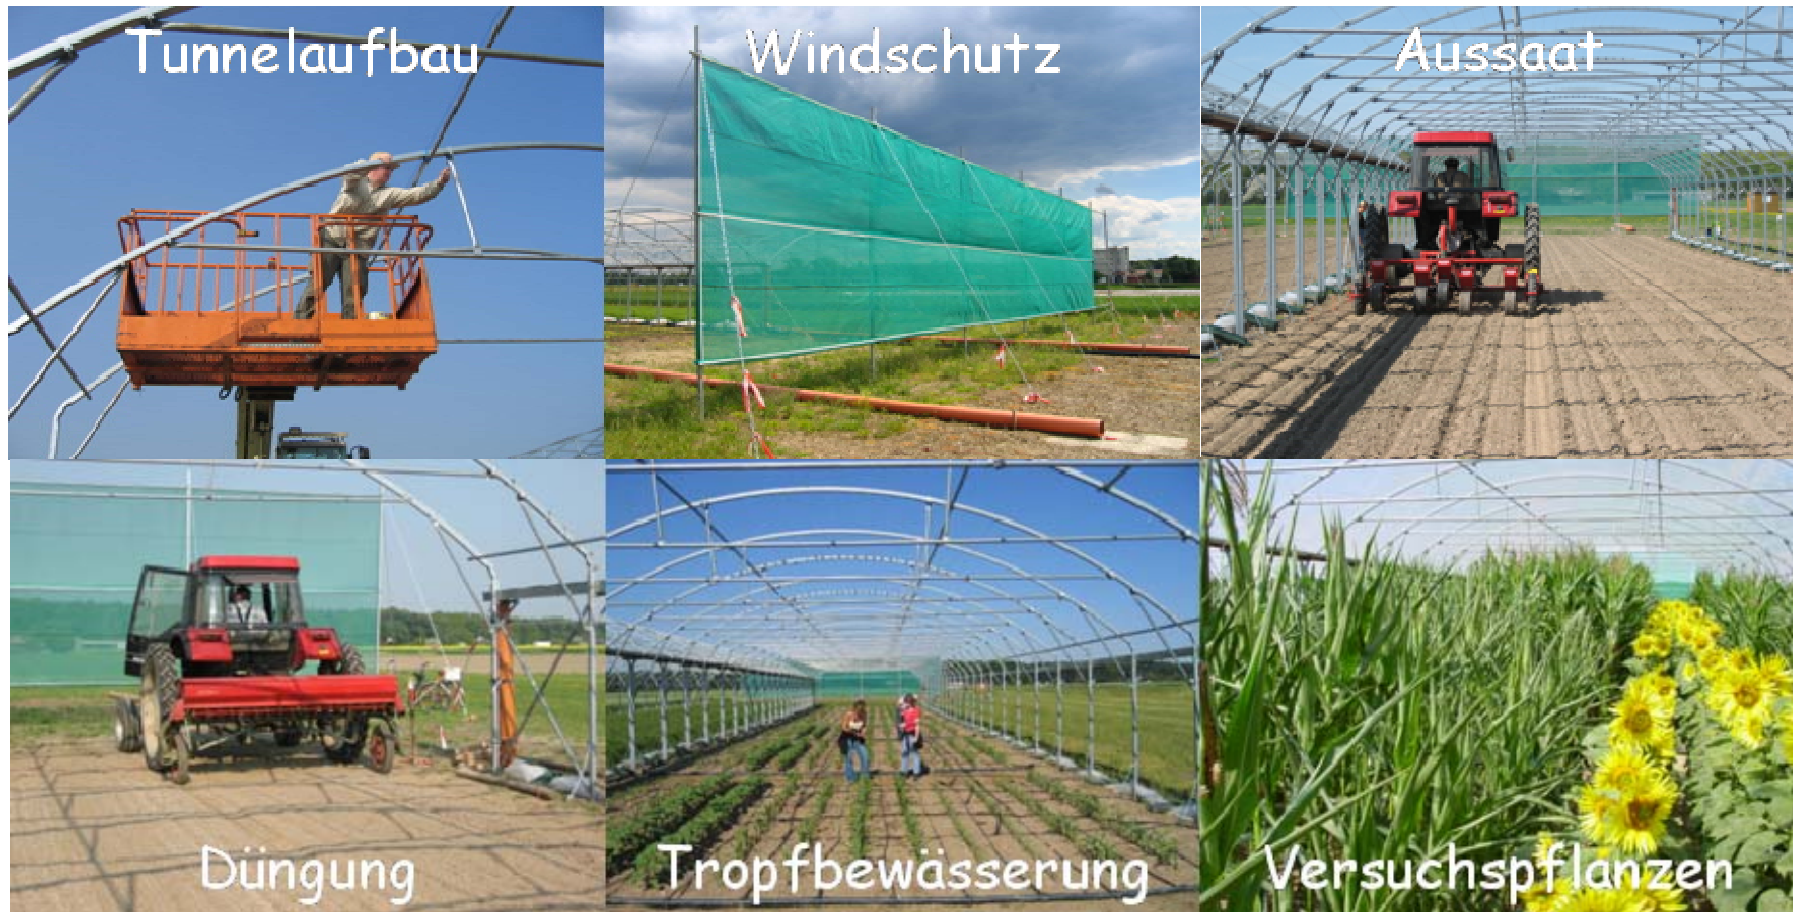 Tunnelaufbau
Windschutz
Aussaat
Düngung
Tropfbewässerung
Versuchspflanzen